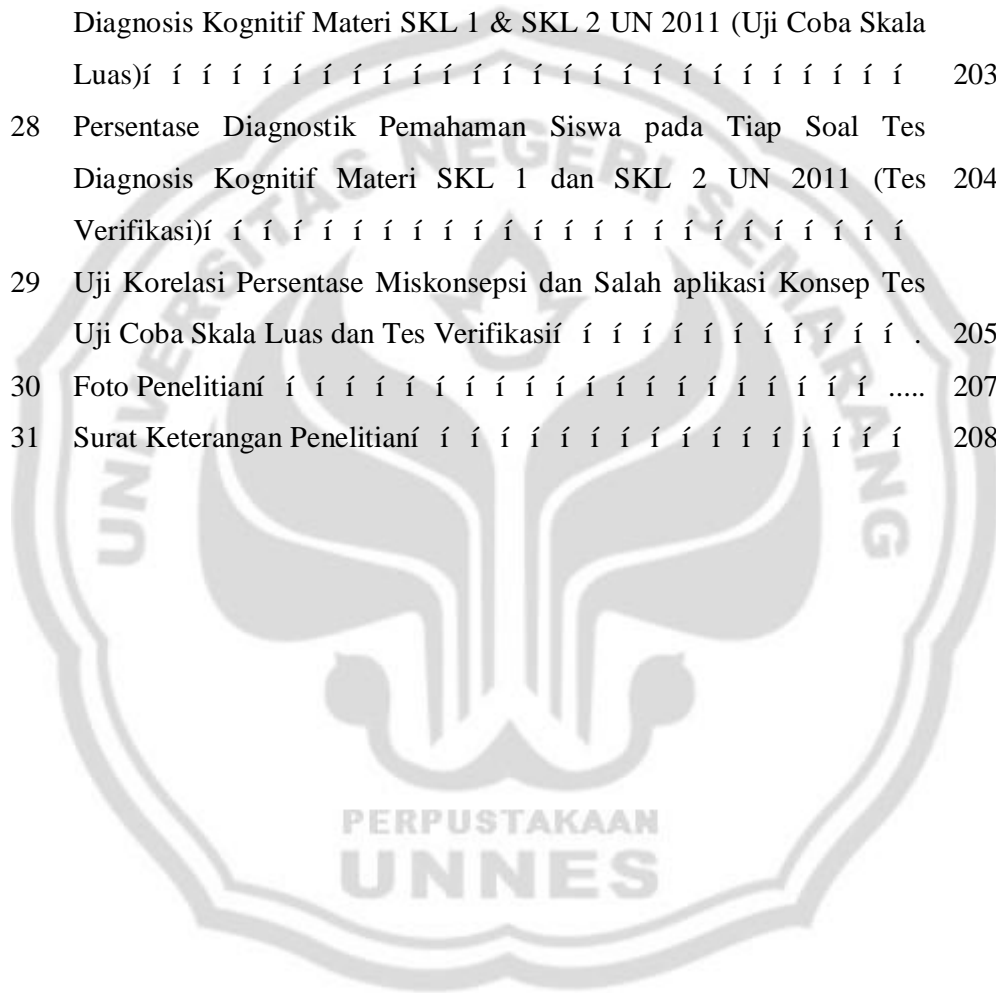 Diagnosis Kognitif Materi SKL 1 & SKL 2 UN 2011 (Uji Coba Skala
Luas)í í í í í í í í í í í í í í í í í í í í í í í í í í 203
28 Persentase Diagnostik Pemahaman Siswa pada Tiap Soal Tes
Diagnosis Kognitif Materi SKL 1 dan SKL 2 UN 2011 (Tes 204
Verifikasi)í í í í í í í í í í í í í í í í í í í í í í í í
29 Uji Korelasi Persentase Miskonsepsi dan Salah aplikasi Konsep Tes
Uji Coba Skala Luas dan Tes Verifikasií í í í í í í í í í í í . 205
30 Foto Penelitianí í í í í í í í í í í í í í í í í í í í í ..... 207
31 Surat Keterangan Penelitianí í í í í í í í í í í í í í í í í 208
UNIVERSITAS NEGERI SEMARANG
PERPUSTAKAAN
UNNES